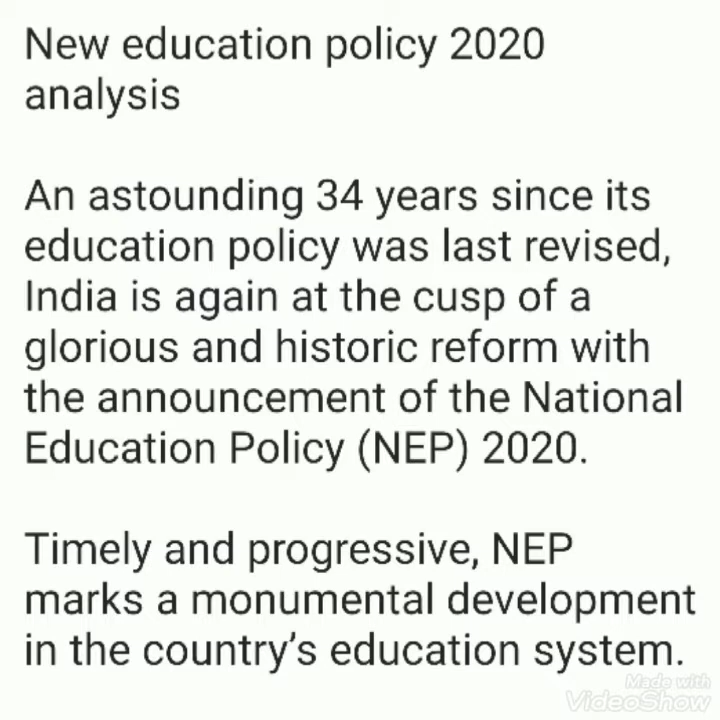 New education policy 2020
analysis
An astounding 34 years since its
education policy was last revised,
India is again at the cusp of a
glorious and historic reform with
the announcement of the National
Education Policy (NEP) 2020.
Timely and progressive, NEP
marks a monumental development
in the country's education system.
Made with
VideoShow